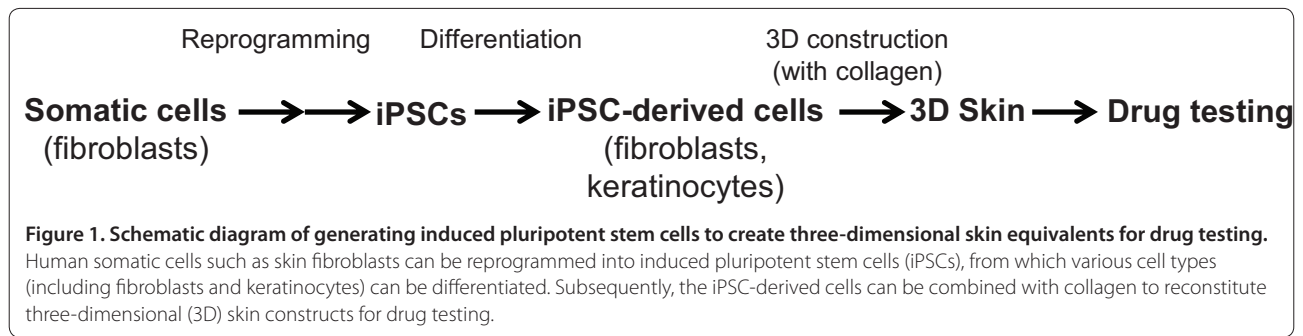 Reprogramming Differentiation 3D construction
(with collagen)
Somatic cells iPSCs iPSC-derived cells 3D Skin Drug testing
(fibroblasts) (fibroblasts,
keratinocytes)
Figure 1. Schematic diagram of generating induced pluripotent stem cells to create three-dimensional skin equivalents for drug testing.
Human somatic cells such as skin fibroblasts can be reprogrammed into induced pluripotent stem cells (iPSCs), from which various cell types
(including fibroblasts and keratinocytes) can be differentiated. Subsequently, the iPSC-derived cells can be combined with collagen to reconstitute
three-dimensional (3D) skin constructs for drug testing.